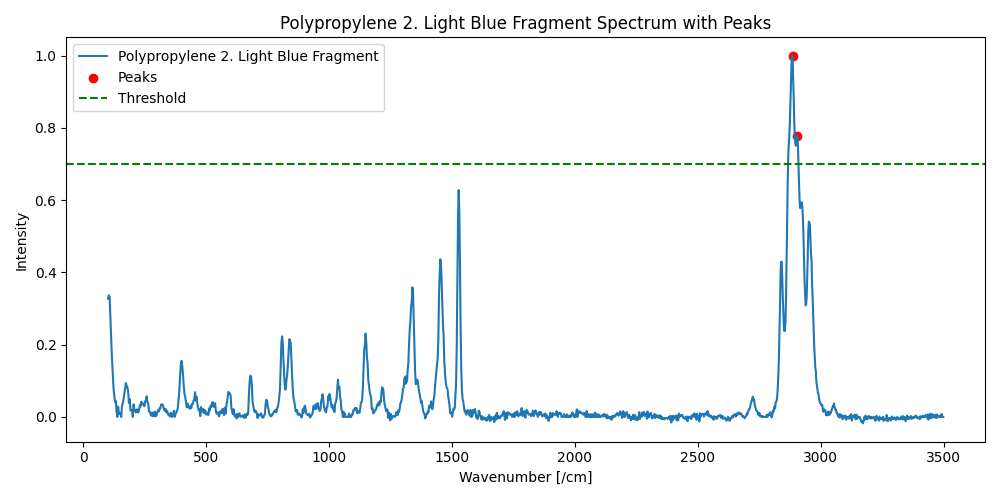 Polypropylene 2. Light Blue Fragment Spectrum with Peaks
Polypropylene 2. Light Blue Fragment
Peaks
Threshold
Intensity
1.0
0.8
0.6
0.4
0.2
0.0
0 500 1000 1500 2000 2500 3000 3500
Wavenumber [/cm]